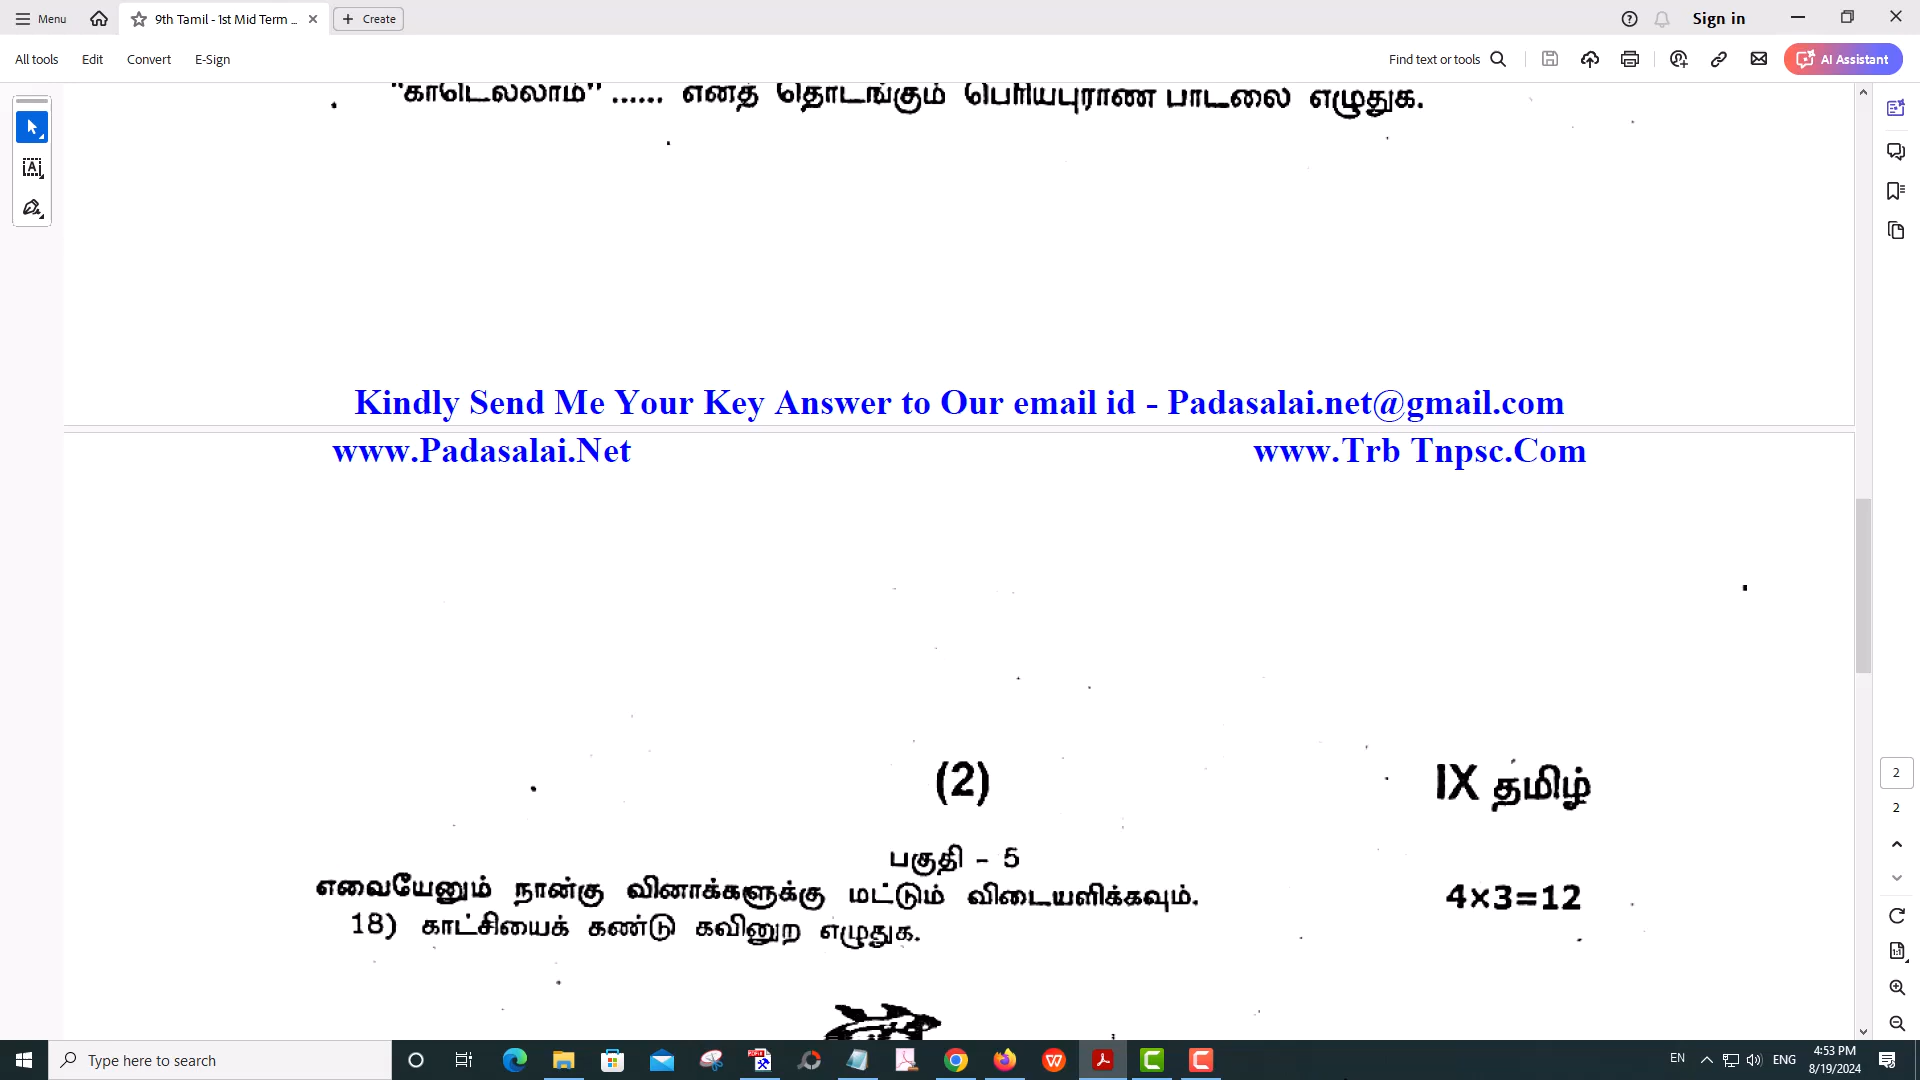 Menu
9th Tamil - 1st Mid Term ...
Create
Sign in
All tools
Edit
Convert
E-Sign
Find text or tools
AI Assistant
"காடெல்லாம்" ...... எனத் தொடங்கும் பெரியபுராண பாடலை எழுதுக.
Kindly Send Me Your Key Answer to Our email id - Padasalai.net@gmail.com
www.Padasalai.Net
www.Trb Tnpsc.Com
(2)
IX தமிழ்
பகுதி - 5
எவையேனும் நான்கு வினாக்களுக்கு மட்டும் விடையளிக்கவும்.
4×3=12
18) காட்சியைக் கண்டு கவினுற எழுதுக.
2
2
Type here to search
EN
ENG
4:53 PM
8/19/2024